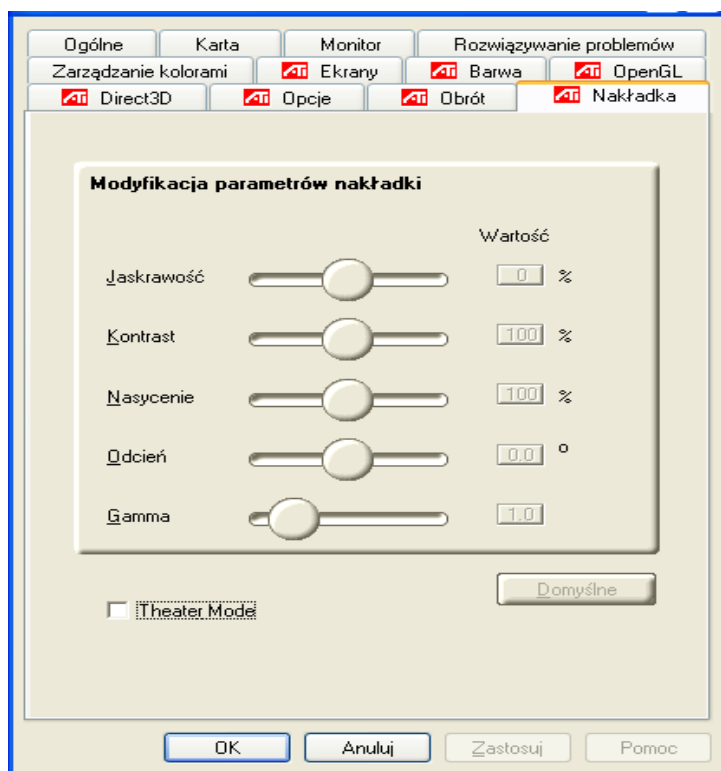 Ogólne Karta Monitor Rozwiązywanie problemów
Zarządzanie kolorami ATI Ekrany ATI Barwa ATI OpenGL
ATI Direct3D ATI Opcje ATI Obrót ATI Nakładka
Modyfikacja parametrów nakładki
Wartość
Jaskrawość 0 %
Kontrast 100 %
Nasycenie 100 %
Odcień 0,0 °
Gamma 1.0
Domyślne
Theater Mode
OK Anuluj Zastosuj Pomoc